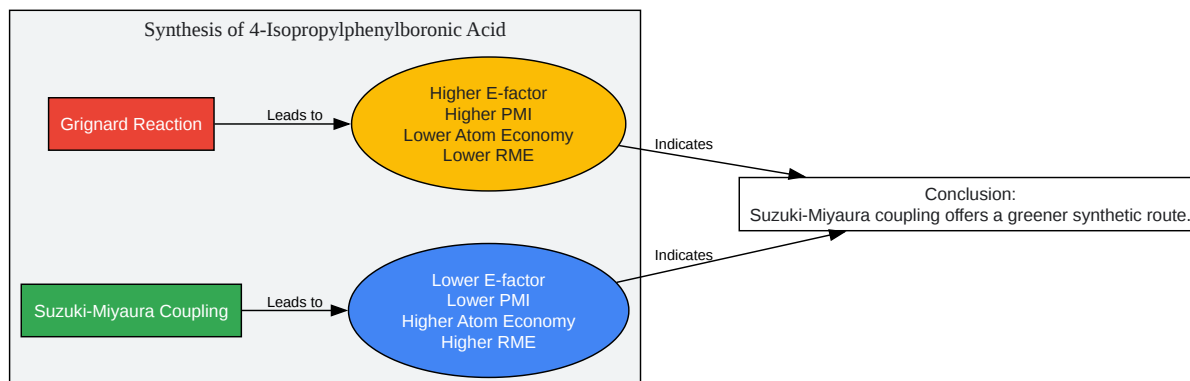 Synthesis of 4-Isopropylphenylboronic Acid
Grignard Reaction
Leads to
Higher E-factor
Higher PMI
Lower Atom Economy
Lower RME
Indicates
Conclusion:
Suzuki-Miyaura coupling offers a greener synthetic route.
Suzuki-Miyaura Coupling
Leads to
Lower E-factor
Lower PMI
Higher Atom Economy
Higher RME
Indicates